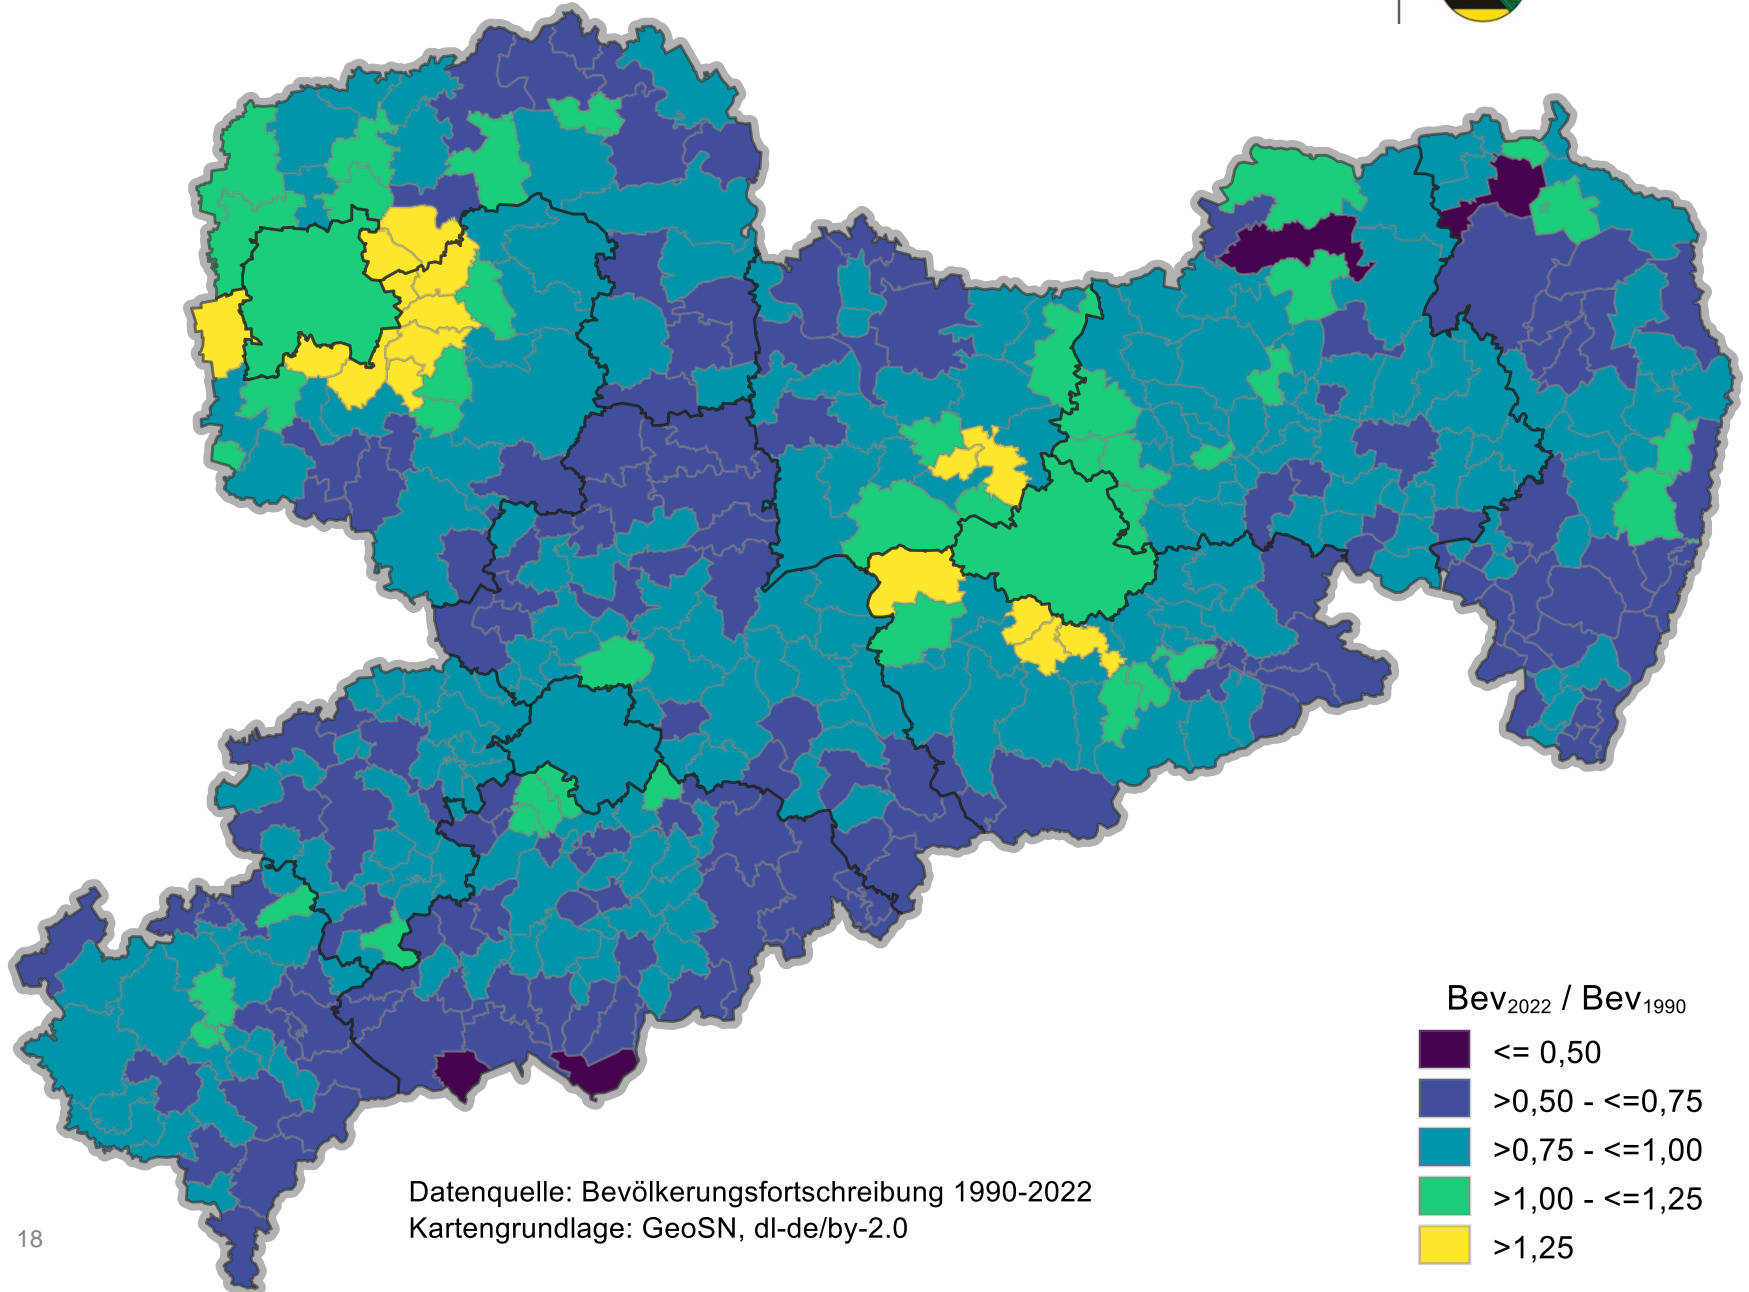 Bev2022 / Bev1990
<= 0,50
>0,50 - <=0,75
>0,75 - <=1,00
>1,00 - <=1,25
>1,25
Datenquelle: Bevölkerungsfortschreibung 1990-2022
Kartengrundlage: GeoSN, dl-de/by-2.0
18